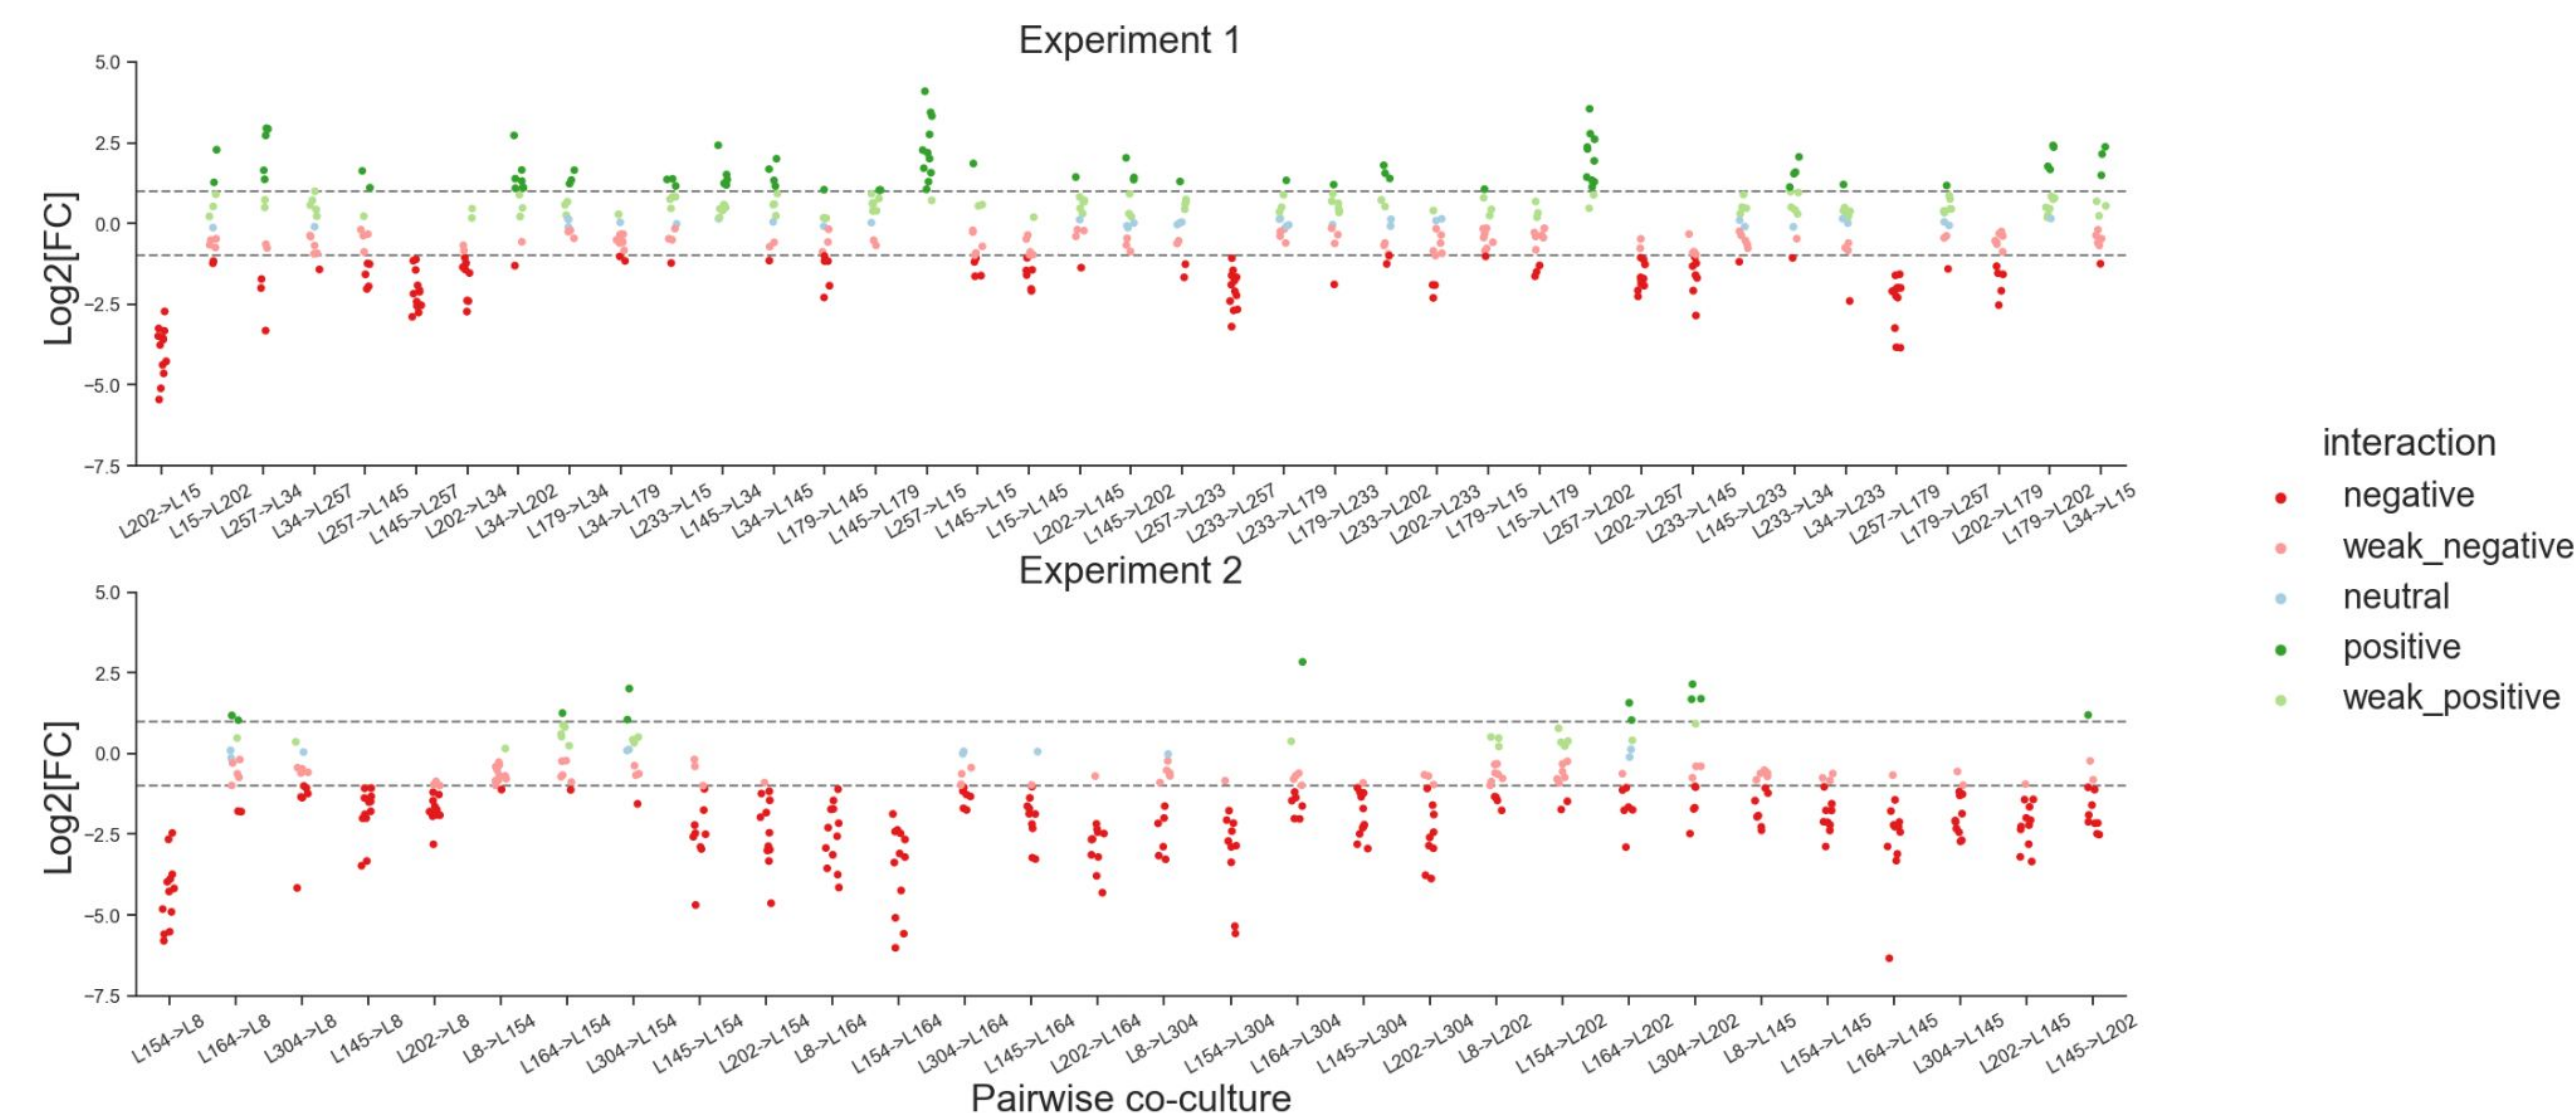 Experiment 1
Log2[FC]
5.0
2.5
0.0
−2.5
−5.0
−7.5
L202->L15
L15->L202
L257->L34
L34->L257
L257->L145
L145->L257
L202->L34
L34->L202
L179->L34
L34->L179
L233->L15
L145->L34
L34->L145
L179->L145
L145->L179
L257->L15
L145->L15
L15->L145
L202->L145
L145->L202
L257->L233
L233->L257
L233->L179
L179->L233
L233->L202
L202->L233
L179->L15
L15->L179
L257->L202
L202->L257
L233->L145
L145->L233
L233->L34
L34->L233
L257->L179
L179->L257
L202->L179
L179->L202
L34->L15
Experiment 2
Log2[FC]
5.0
2.5
0.0
−2.5
−5.0
−7.5
L154->L8
L164->L8
L304->L8
L145->L8
L202->L8
L8->L154
L164->L154
L304->L154
L145->L154
L202->L154
L8->L164
L154->L164
L304->L164
L145->L164
L202->L164
L8->L304
L154->L304
L164->L304
L145->L304
L202->L304
L8->L202
L154->L202
L164->L202
L304->L202
L8->L145
L154->L145
L164->L145
L304->L145
L202->L145
L145->L202
Pairwise co-culture
interaction
negative
weak_negative
neutral
positive
weak_positive